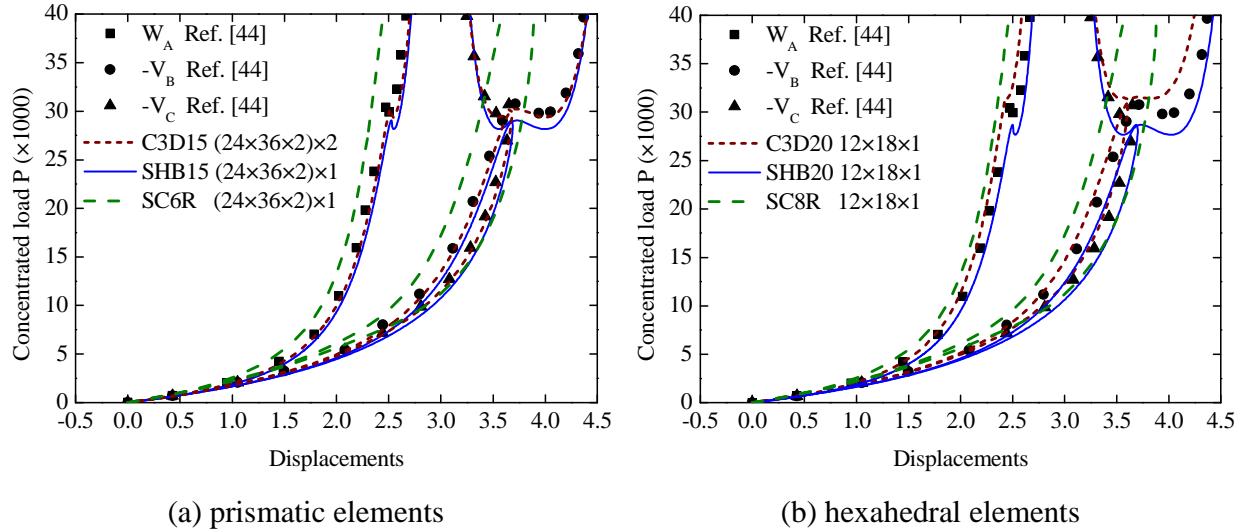 Concentrated load P (×1000)
40
35
30
25
20
15
10
5
0
W_A Ref. [44]
-V_B Ref. [44]
-V_C Ref. [44]
C3D15 (24×36×2)×2
SHB15 (24×36×2)×1
SC6R (24×36×2)×1
-0.5 0.0 0.5 1.0 1.5 2.0 2.5 3.0 3.5 4.0 4.5
Displacements
(a) prismatic elements
Concentrated load P (×1000)
40
35
30
25
20
15
10
5
0
W_A Ref. [44]
-V_B Ref. [44]
-V_C Ref. [44]
C3D20 12×18×1
SHB20 12×18×1
SC8R 12×18×1
-0.5 0.0 0.5 1.0 1.5 2.0 2.5 3.0 3.5 4.0 4.5
Displacements
(b) hexahedral elements